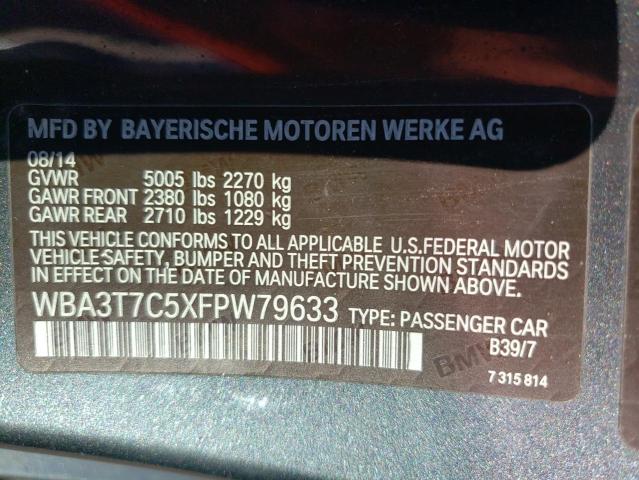 MFD BY BAYERISCHE MOTOREN WERKE AG
08/14
GVWR 5005 lbs 2270 kg
GAWR FRONT 2380 lbs 1080 kg
GAWR REAR 2710 lbs 1229 kg
THIS VEHICLE CONFORMS TO ALL APPLICABLE U.S.FEDERAL MOTOR
VEHICLE SAFETY, BUMPER AND THEFT PREVENTION STANDARDS
IN EFFECT ON THE DATE OF MANUFACTURE SHOWN ABOVE.
WBA3T7C5XFPW79633 TYPE: PASSENGER CAR
B39/7
BMW
7 315 814